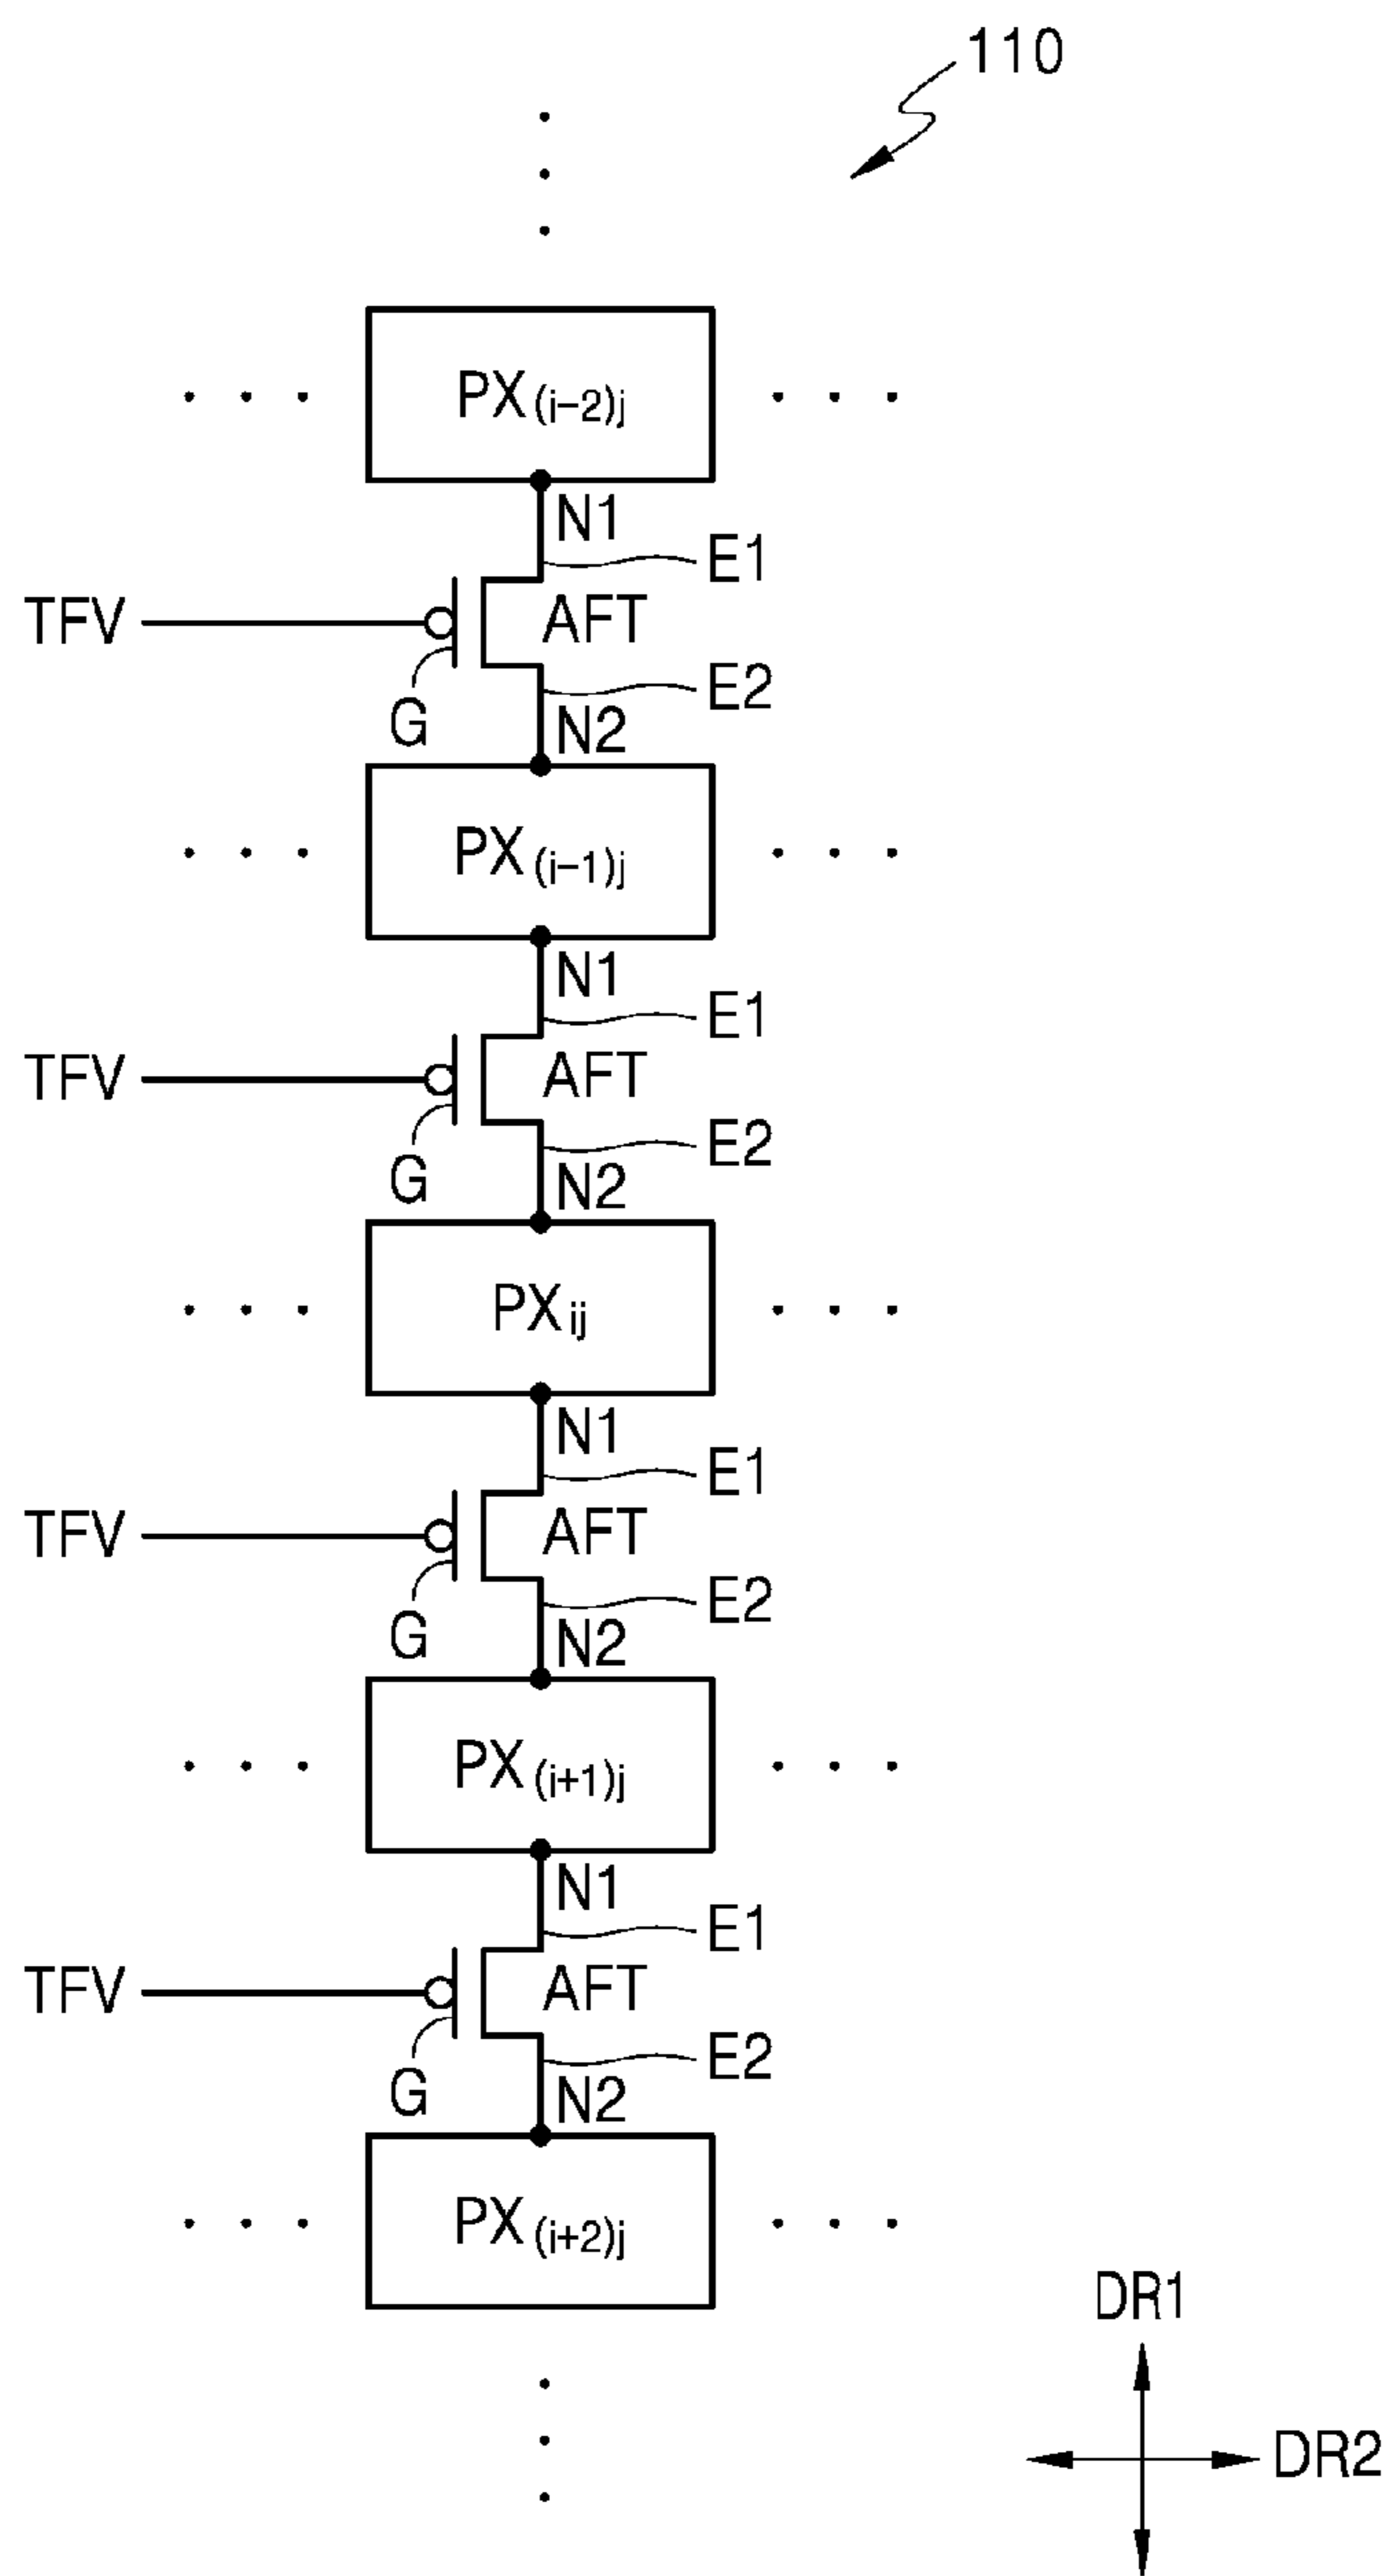 110
PX(i-2)j
N1
E1
TFV
AFT
E2
G
N2
PX(i-1)j
N1
E1
TFV
AFT
E2
G
N2
PXij
N1
E1
TFV
AFT
E2
G
N2
PX(i+1)j
N1
E1
TFV
AFT
E2
G
N2
PX(i+2)j
DR1
DR2